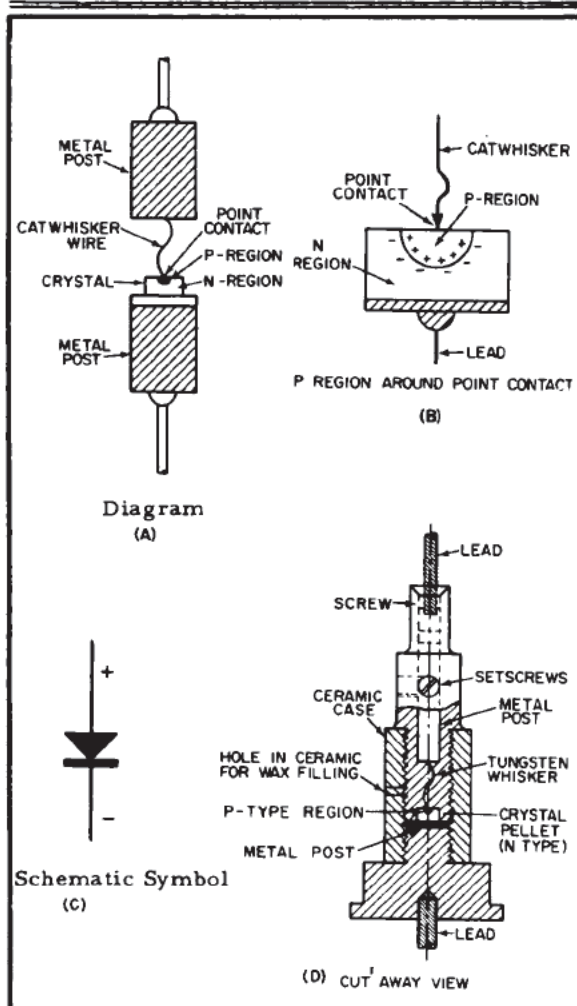 METAL
POST
CATWHISKER
WIRE
POINT
CONTACT
P-REGION
CRYSTAL
N-REGION
METAL
POST
Diagram
(A)
CATWHISKER
POINT
CONTACT
P-REGION
N
REGION
+ + + + + +
- - - - -
LEAD
P REGION AROUND POINT CONTACT
(B)
+
-
Schematic Symbol
(C)
LEAD
SCREW
SETSCREWS
CERAMIC
CASE
METAL
POST
HOLE IN CERAMIC
FOR WAX FILLING
TUNGSTEN
WHISKER
P-TYPE REGION
CRYSTAL
PELLET
(N TYPE)
METAL POST
LEAD
(D) CUT'AWAY VIEW